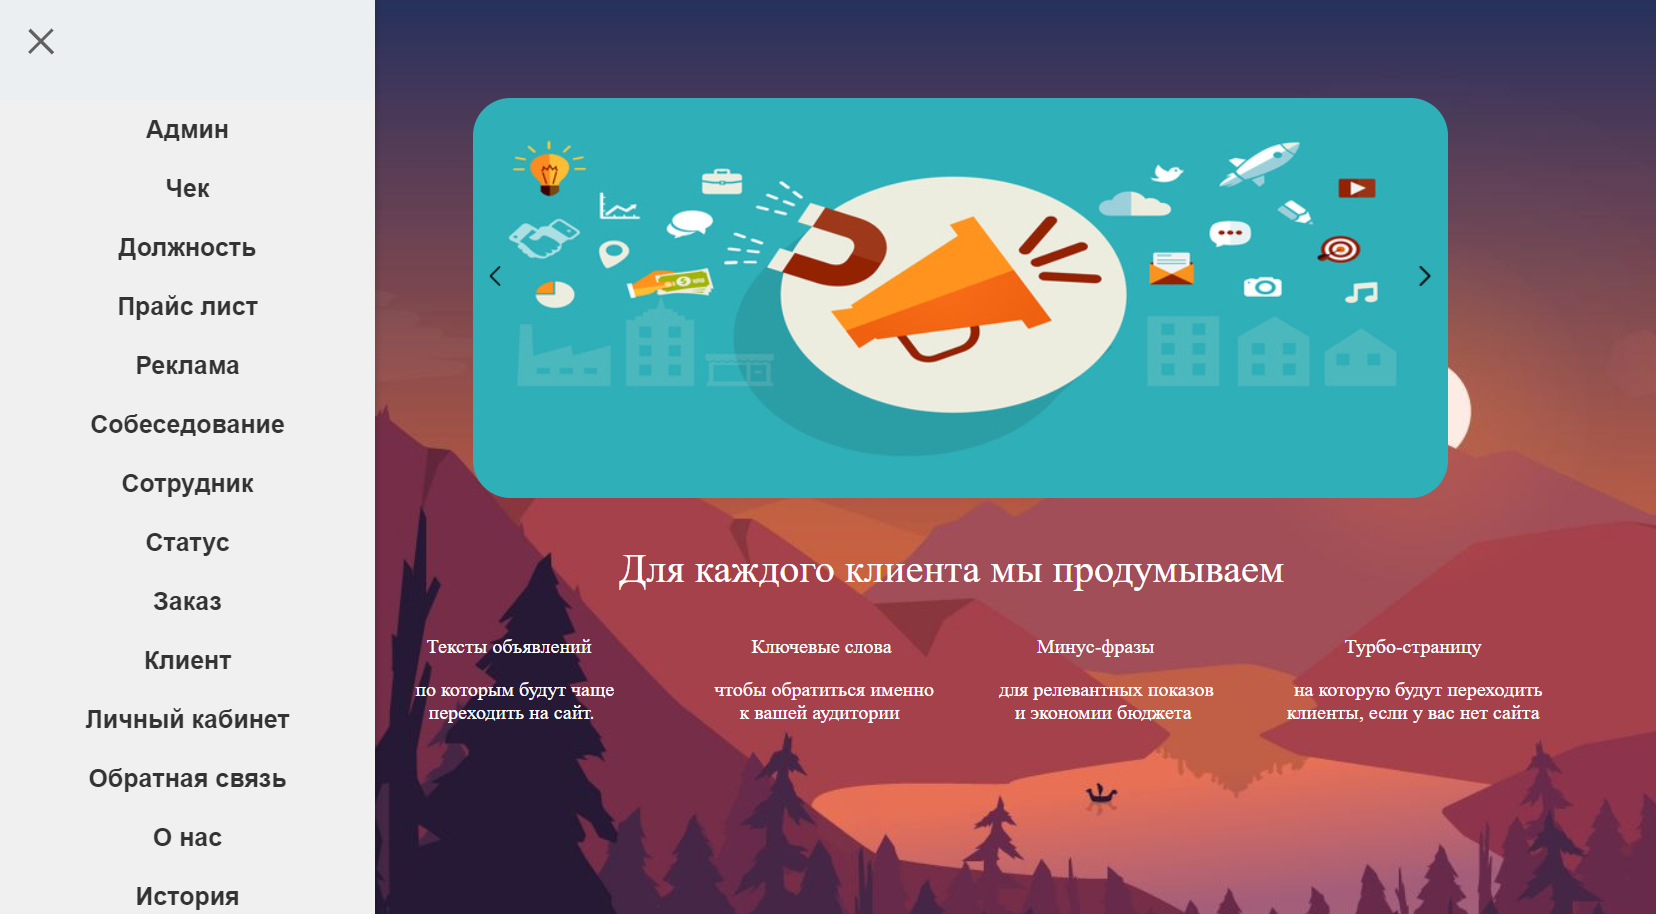 Админ
Чек
Должность
Прайс лист
Реклама
Собеседование
Сотрудник
Статус
Заказ
Клиент
Личный кабинет
Обратная связь
О нас
История
Для каждого клиента мы продумываем
Тексты объявлений
по которым будут чаще
переходить на сайт.
Ключевые слова
чтобы обратиться именно
к вашей аудитории
Минус-фразы
для релевантных показов
и экономии бюджета
Турбо-страницу
на которую будут переходить
клиенты, если у вас нет сайта